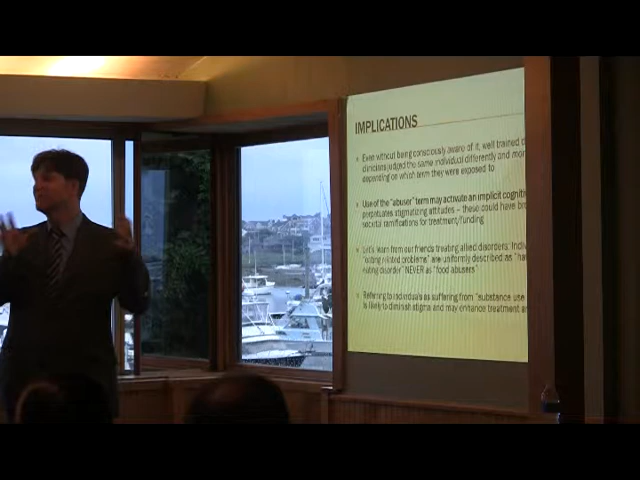 IMPLICATIONS
Even without being consciously aware of it, well trained
clinicians judged the same individual differently and
depending on which term they were exposed to
Use of the "abuser" term may activate an implicit
perpetuates stigmatizing attitudes – these could have
societal ramifications for treatment/funding
Let's learn from our friends treating allied disorders:
"eating related problems" are uniformly described as
eating disorder" NEVER as "food abusers"
Referring to individuals as suffering from "substance use
is likely to diminish stigma and may enhance treatment